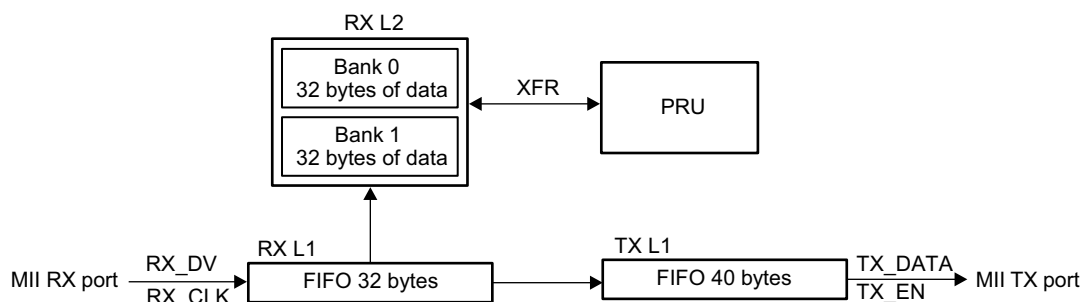 RX L2
Bank 0
32 bytes of data
XFR
PRU
Bank 1
32 bytes of data
MII RX port
RX_DV
RX_CLK
RX L1
FIFO 32 bytes
TX L1
FIFO 40 bytes
TX_DATA
TX_EN
MII TX port